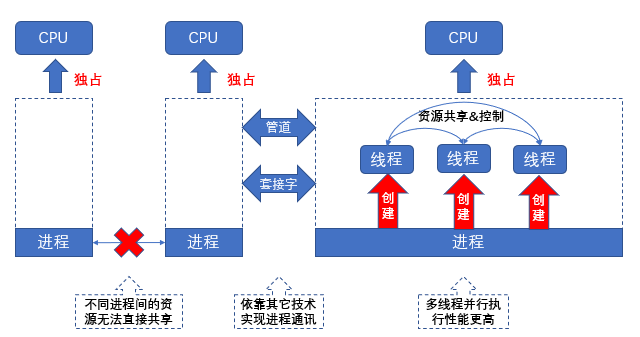 CPU
CPU
CPU
独占
独占
独占
资源共享&控制
管道
线程
线程
线程
套接字
创
建
创
建
创
建
进程
进程
进程
不同进程间的资
源无法直接共享
依靠其它技术
实现进程通讯
多线程并行执
行性能更高